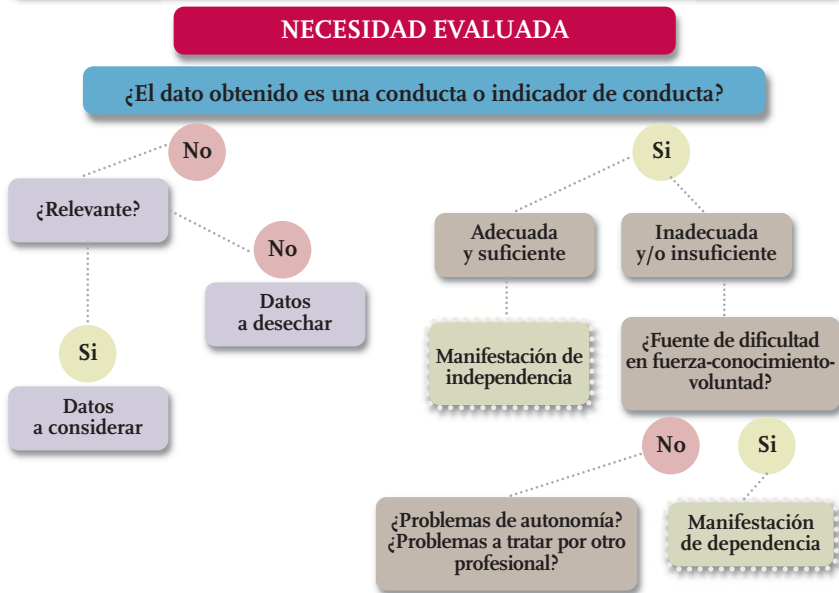 NECESIDAD EVALUADA
¿El dato obtenido es una conducta o indicador de conducta?
No
Si
¿Relevante?
Adecuada
y suficiente
Inadecuada
y/o insuficiente
No
Datos
a desechar
Si
Manifestación de
independencia
¿Fuente de dificultad
en fuerza-conocimiento-
voluntad?
Datos
a considerar
No
Si
¿Problemas de autonomía?
¿Problemas a tratar por otro
profesional?
Manifestación
de dependencia